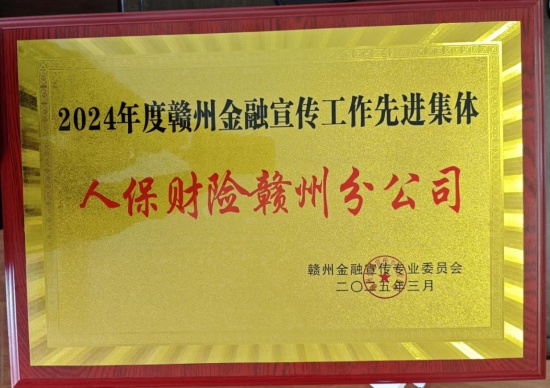 2024年度赣州金融宣传工作先进集体
人保财险赣州分公司
赣州金融宣传专业委员会
二〇二五年三月